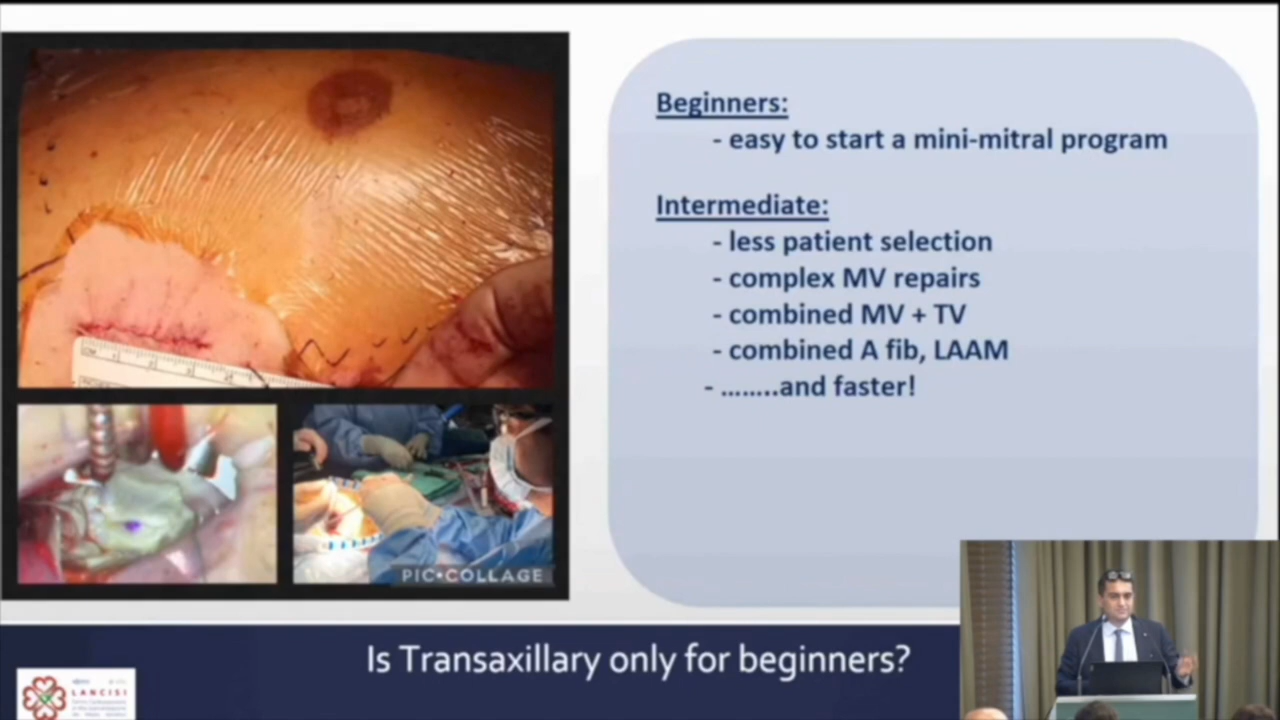 Beginners:
- easy to start a mini-mitral program
Intermediate:
- less patient selection
- complex MV repairs
- combined MV + TV
- combined A fib, LAAM
- ........and faster!
PIC•COLLAGE
Is Transaxillary only for beginners?
LANCISI